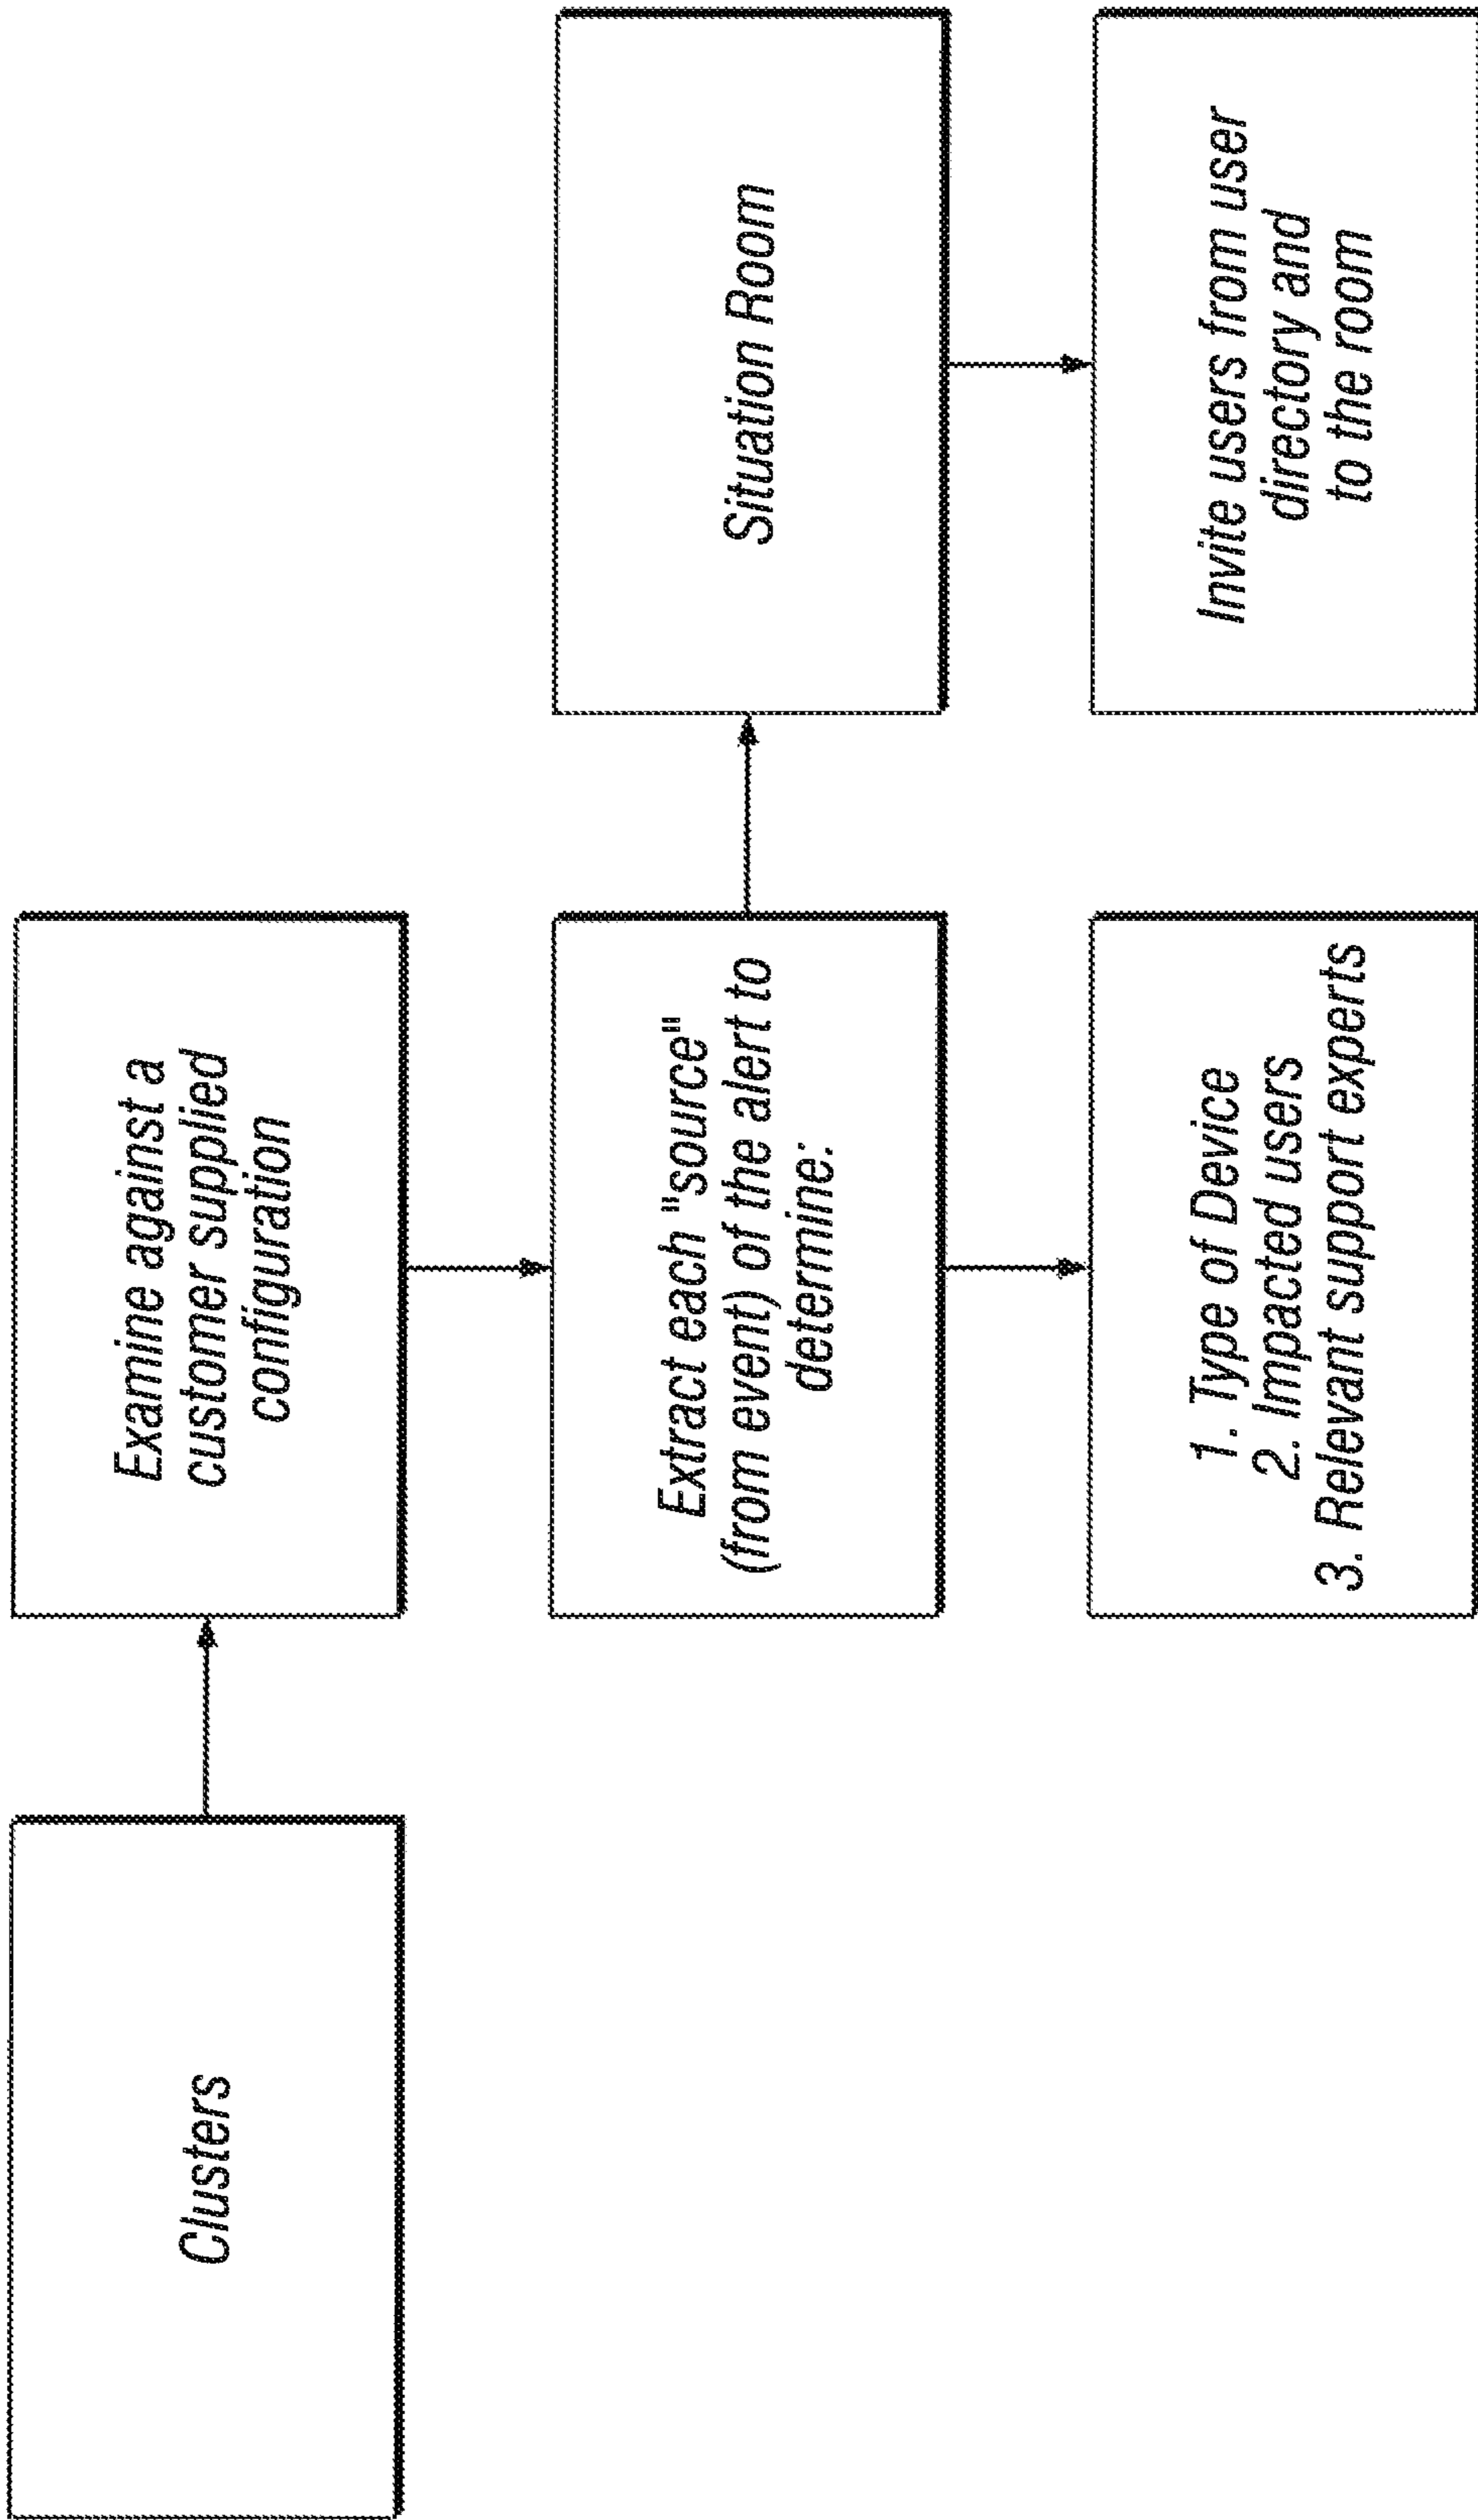 Clusters
Examine against a
customer supplied
configuration
Extract each "source"
(from event) of the alert to
determine:
1. Type of Device
2. Impacted users
3. Relevant support experts
Situation Room
Invite users from user
directory and
to the room